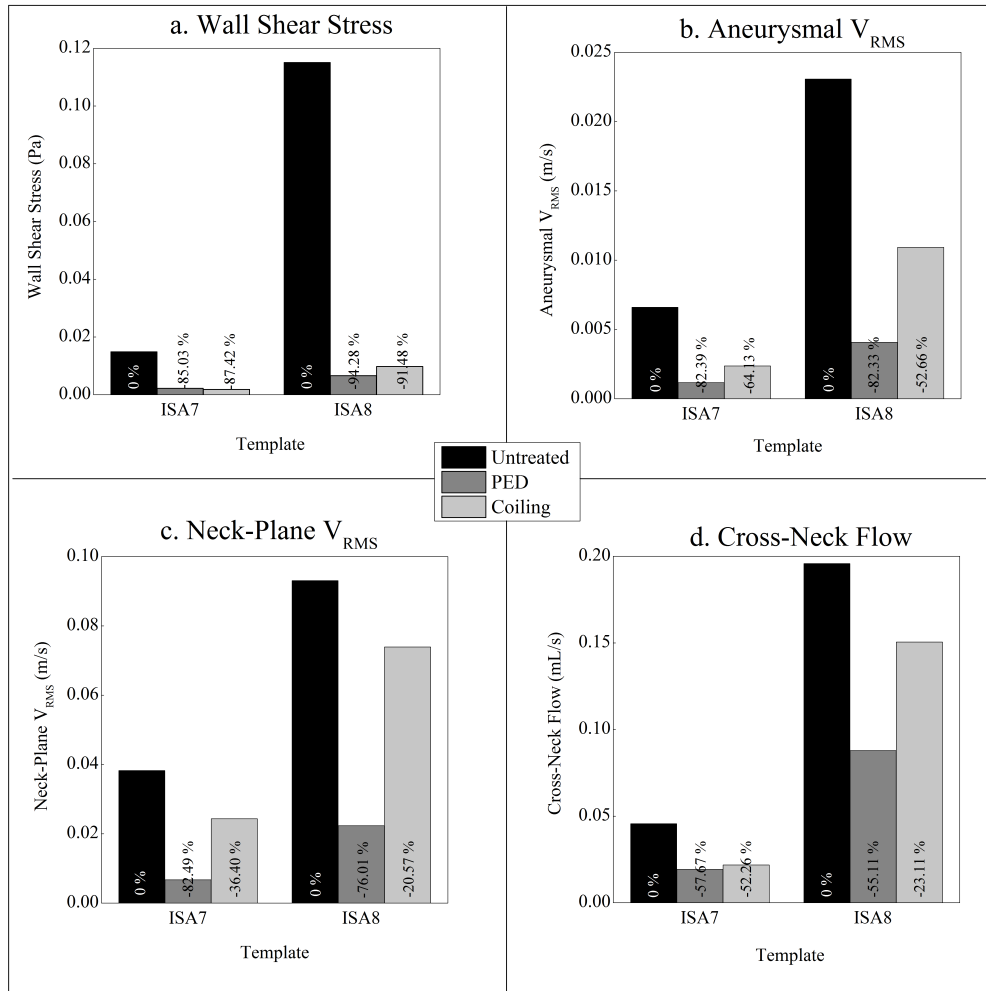 a. Wall Shear Stress
0.12
0.10
0.08
0.06
0.04
0.02
0.00
Wall Shear Stress (Pa)
0 %
-85.03 %
-87.42 %
0 %
-94.28 %
-91.48 %
ISA7 ISA8
Template
b. Aneurysmal VRMS
0.025
0.020
0.015
0.010
0.005
0.000
Aneurysmal VRMS (m/s)
0 %
-82.39 %
-64.13 %
0 %
-82.33 %
-52.66 %
ISA7 ISA8
Template
Untreated
PED
Coiling
c. Neck-Plane VRMS
0.10
0.08
0.06
0.04
0.02
0.00
Neck-Plane VRMS (m/s)
0 %
-82.49 %
-36.40 %
0 %
-76.01 %
-20.57 %
ISA7 ISA8
Template
d. Cross-Neck Flow
0.20
0.15
0.10
0.05
0.00
Cross-Neck Flow (mL/s)
0 %
-57.67 %
-52.26 %
0 %
-55.11 %
-23.11 %
ISA7 ISA8
Template